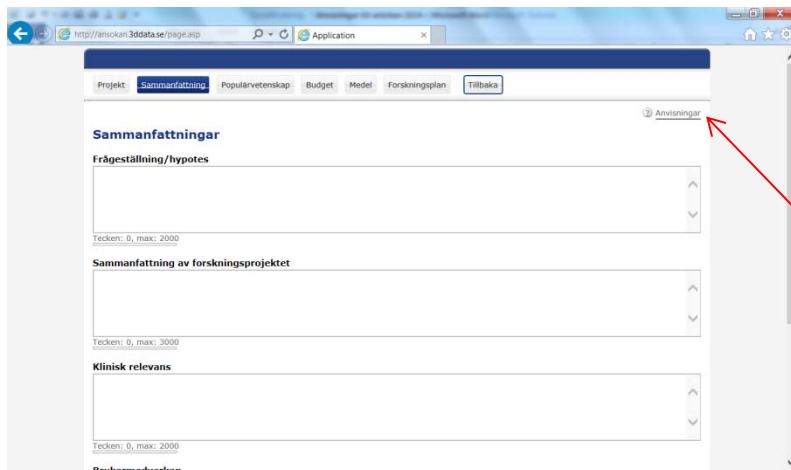 http://ansokan.3ddata.se/page.asp
Application
Projekt Sammanfattning Populärvetenskap Budget Medel Forskningsplan Tillbaka
Anvisningar
Sammanfattningar
Frågeställning/hypotes
Tecken: 0, max: 2000
Sammanfattning av forskningsprojektet
Tecken: 0, max: 3000
Klinisk relevans
Tecken: 0, max: 2000